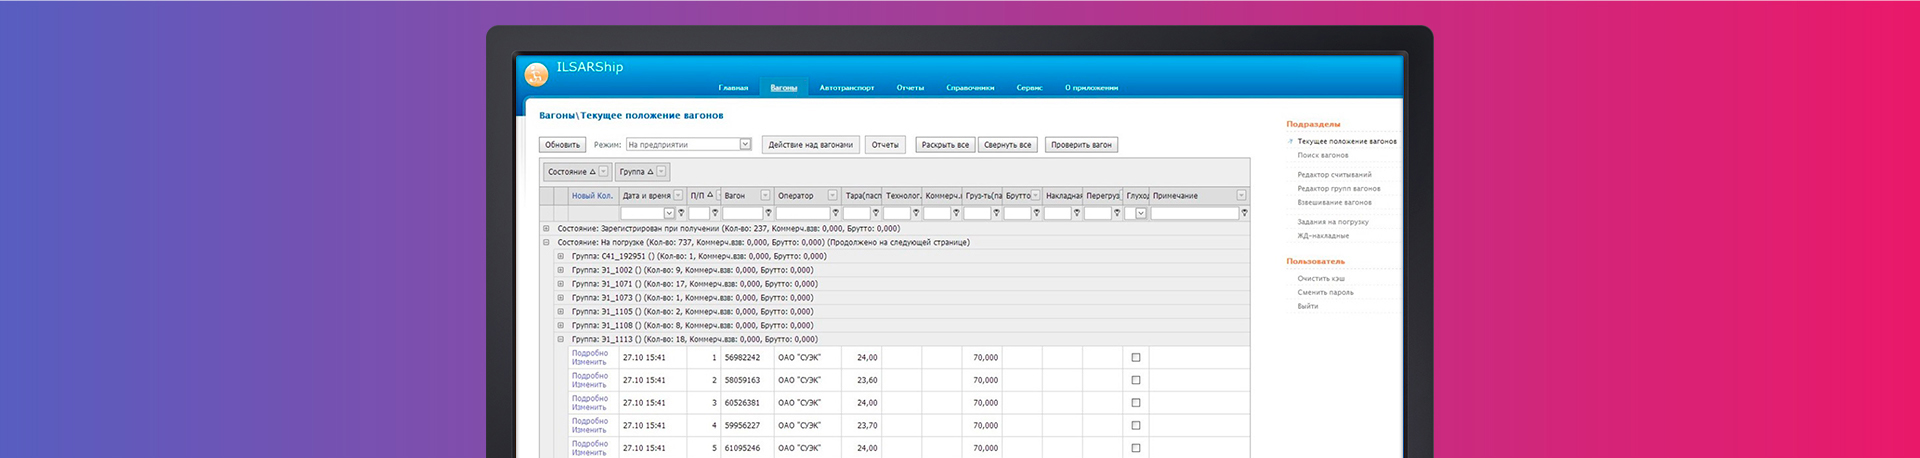 ILSARShip
Главная Вагоны Автотранспорт Отчеты Справочники Сервис О приложении
Вагоны\Текущее положение вагонов
Обновить Режим: На предприятии Действие над вагонами Отчеты Раскрыть все Свернуть все Проверить вагон
Состояние Группа
Новый Кол. Дата и время П/П Вагон Оператор Тара(пасп Технолог. Коммерч. Груз-ть(па Брутто Накладная Перегруз Глухо Примечание
Состояние: Зарегистрирован при получении (Кол-во: 237, Коммерч.взв: 0,000, Брутто: 0,000)
Состояние: На погрузке (Кол-во: 737, Коммерч.взв: 0,000, Брутто: 0,000) (Продолжено на следующей странице)
Группа: С41_192951 () (Кол-во: 1, Коммерч.взв: 0,000, Брутто: 0,000)
Группа: Э1_1002 () (Кол-во: 9, Коммерч.взв: 0,000, Брутто: 0,000)
Группа: Э1_1071 () (Кол-во: 17, Коммерч.взв: 0,000, Брутто: 0,000)
Группа: Э1_1073 () (Кол-во: 1, Коммерч.взв: 0,000, Брутто: 0,000)
Группа: Э1_1105 () (Кол-во: 2, Коммерч.взв: 0,000, Брутто: 0,000)
Группа: Э1_1108 () (Кол-во: 8, Коммерч.взв: 0,000, Брутто: 0,000)
Группа: Э1_1113 () (Кол-во: 18, Коммерч.взв: 0,000, Брутто: 0,000)
Подробно
Изменить 27.10 15:41 1 56982242 ОАО "СУЭК" 24,00 70,000
Подробно
Изменить 27.10 15:41 2 58059163 ОАО "СУЭК" 23,60 70,000
Подробно
Изменить 27.10 15:41 3 60526381 ОАО "СУЭК" 24,00 70,000
Подробно
Изменить 27.10 15:41 4 59956227 ОАО "СУЭК" 23,70 70,000
Подробно
Изменить 27.10 15:41 5 61095246 ОАО "СУЭК" 24,00 70,000
Подразделы
Текущее положение вагонов
Поиск вагонов
Редактор считываний
Редактор групп вагонов
Взвешивание вагонов
Задания на погрузку
ЖД-накладные
Пользователь
Очистить кэш
Сменить пароль
Выйти